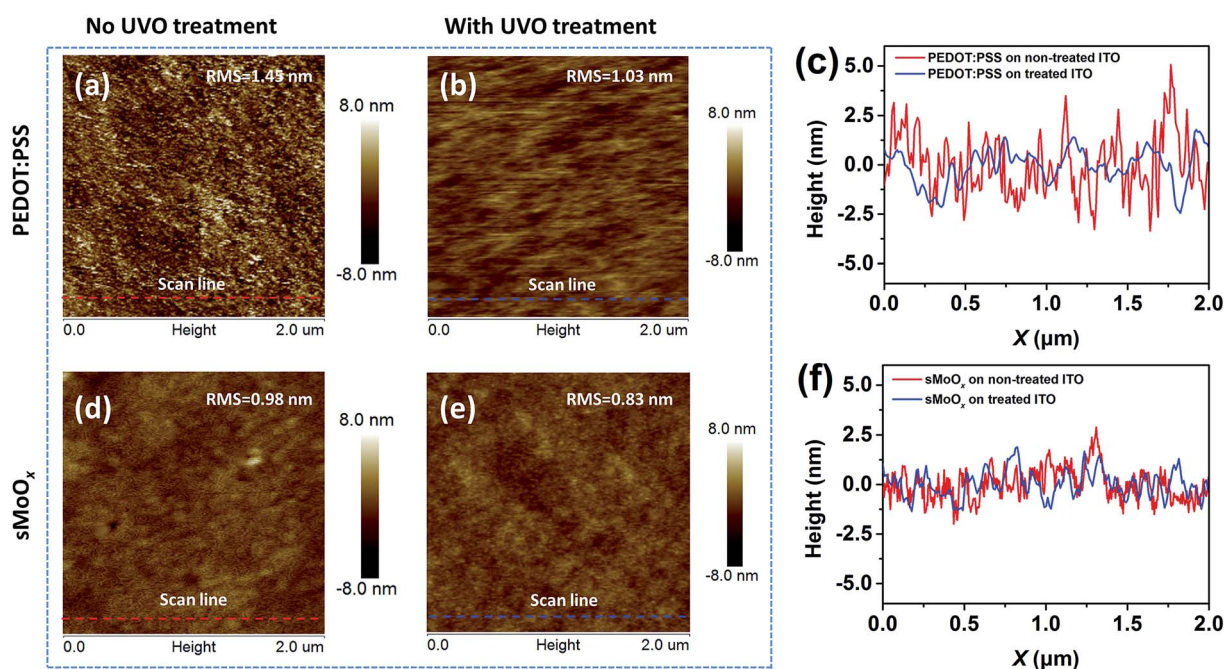 No UVO treatment
With UVO treatment
PEDOT:PSS
(a)
RMS=1.45 nm
8.0 nm
-8.0 nm
Scan line
0.0 Height 2.0 um
(b)
RMS=1.03 nm
8.0 nm
-8.0 nm
Scan line
0.0 Height 2.0 um
(c)
PEDOT:PSS on non-treated ITO
PEDOT:PSS on treated ITO
Height (nm)
5.0
2.5
0.0
-2.5
-5.0
0.0 0.5 1.0 1.5 2.0
X (µm)
sMoOₓ
(d)
RMS=0.98 nm
8.0 nm
-8.0 nm
Scan line
0.0 Height 2.0 um
(e)
RMS=0.83 nm
8.0 nm
-8.0 nm
Scan line
0.0 Height 2.0 um
(f)
sMoOₓ on non-treated ITO
sMoOₓ on treated ITO
Height (nm)
5.0
2.5
0.0
-2.5
-5.0
0.0 0.5 1.0 1.5 2.0
X (µm)